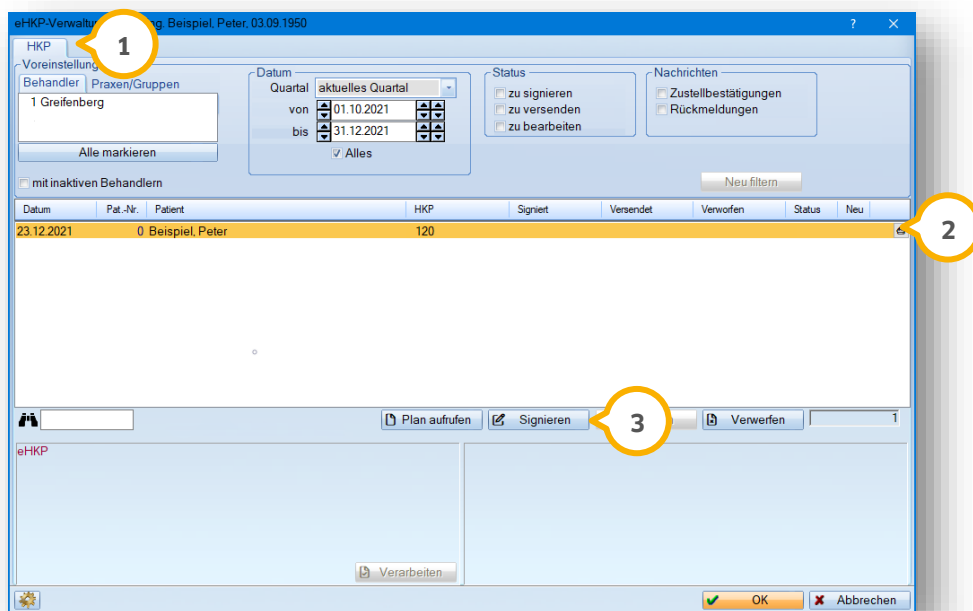 eHKP-Verwaltu g. Beispiel, Peter, 03.09.1950 ? ×
HKP
1
Voreinstellung
Behandler Praxen/Gruppen
1 Greifenberg
Alle markieren
mit inaktiven Behandlern
Datum
Quartal aktuelles Quartal
von 01.10.2021
bis 31.12.2021
Alles
Status
zu signieren
zu versenden
zu bearbeiten
Nachrichten
Zustellbestätigungen
Rückmeldungen
Neu filtern
Datum Pat.-Nr. Patient HKP Signiert Versendet Verworfen Status Neu
23.12.2021 0 Beispiel, Peter 120
2
Plan aufrufen Signieren 3 Verwerfen 1
eHKP
Verarbeiten
OK Abbrechen